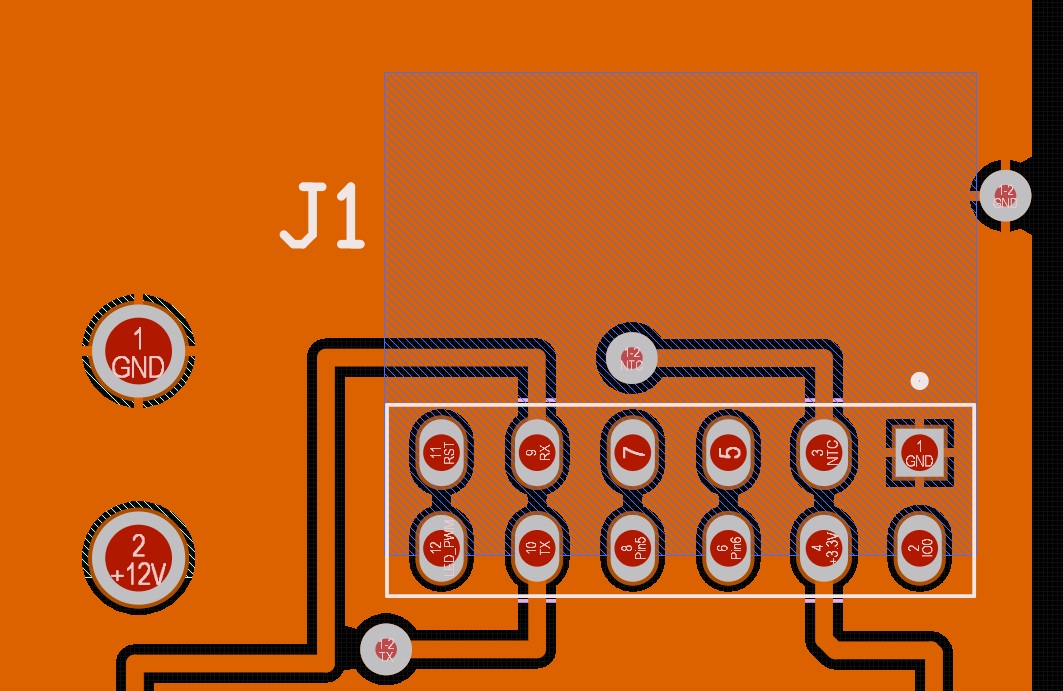 1-2
GND
J1
1
GND
1-2
NTC
11
RST
9
RX
7
5
3
NTC
1
GND
12
LED_PWM
10
TX
8
Pin5
6
Pin6
4
+3.3V
2
IO0
2
+12V
1-2
TX